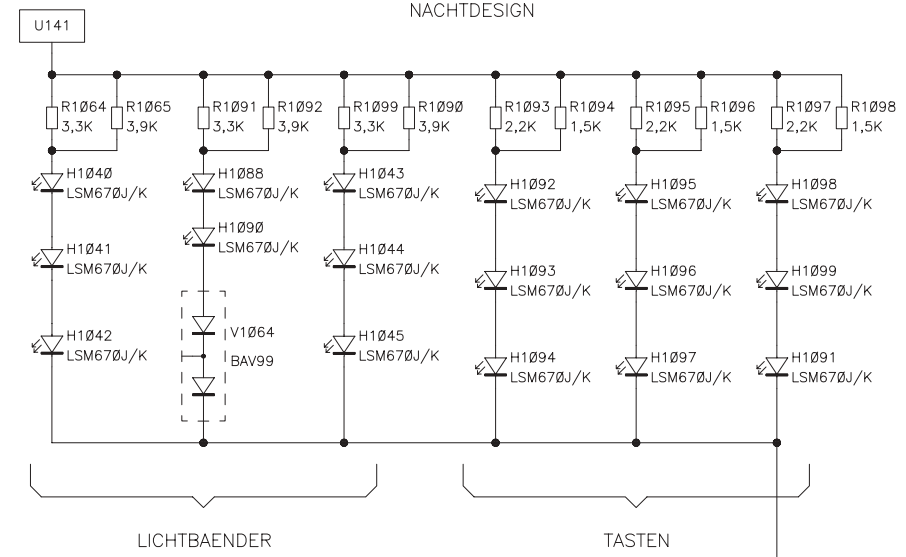 NACHTDESIGN
U141
R1Ø64
3,3K
R1Ø65
3,9K
R1Ø91
3,3K
R1Ø92
3,9K
R1Ø99
3,3K
R1Ø9Ø
3,9K
R1Ø93
2,2K
R1Ø94
1,5K
R1Ø95
2,2K
R1Ø96
1,5K
R1Ø97
2,2K
R1Ø98
1,5K
H1Ø4Ø
LSM67ØJ/K
H1Ø88
LSM67ØJ/K
H1Ø43
LSM67ØJ/K
H1Ø92
LSM67ØJ/K
H1Ø95
LSM67ØJ/K
H1Ø98
LSM67ØJ/K
H1Ø41
LSM67ØJ/K
H1Ø9Ø
LSM67ØJ/K
H1Ø44
LSM67ØJ/K
H1Ø93
LSM67ØJ/K
H1Ø96
LSM67ØJ/K
H1Ø99
LSM67ØJ/K
H1Ø42
LSM67ØJ/K
V1Ø64
BAV99
H1Ø45
LSM67ØJ/K
H1Ø94
LSM67ØJ/K
H1Ø97
LSM67ØJ/K
H1Ø91
LSM67ØJ/K
LICHTBAENDER
TASTEN